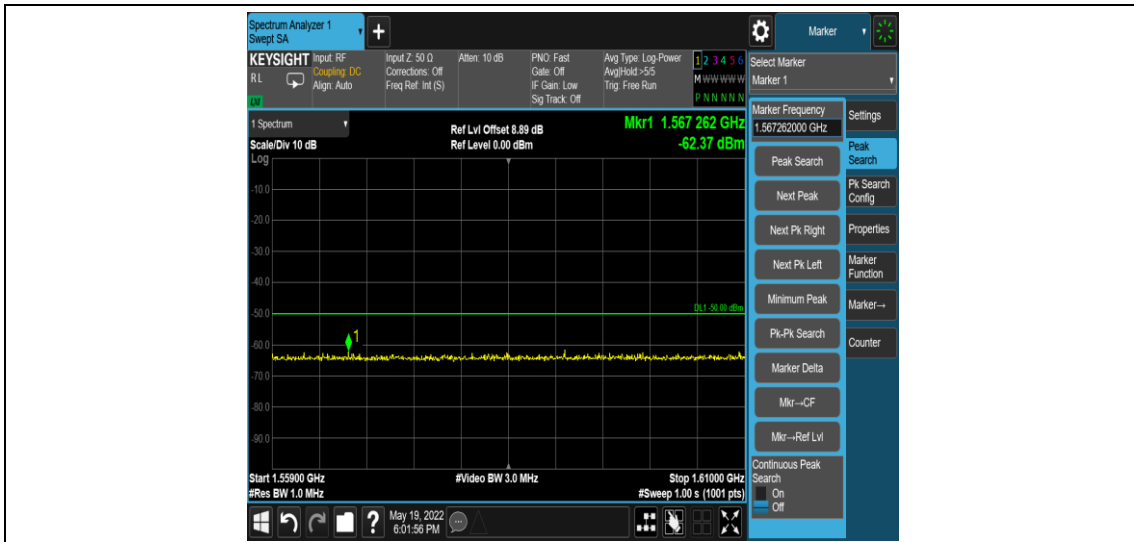 Spectrum Analyzer 1
Swept SA
+
Marker
KEYSIGHT
Input: RF
Input Z: 50 Ω
Atten: 10 dB
PNO: Fast
Avg Type: Log-Power
1 2 3 4 5 6
R L
Coupling: DC
Corrections: Off
Gate: Off
Avg|Hold:>5/5
M W W W W W
Align: Auto
Freq Ref: Int (S)
IF Gain: Low
Trig: Free Run
Sig Track: Off
P N N N N N
LXI
Select Marker
Marker 1
1 Spectrum
Ref Lvl Offset 8.89 dB
Mkr1 1.567 262 GHz
Scale/Div 10 dB
Ref Level 0.00 dBm
-62.37 dBm
Log
-10.0
-20.0
-30.0
-40.0
DL1 -50.00 dBm
-50.0
1
-60.0
-70.0
-80.0
-90.0
Start 1.55900 GHz
#Video BW 3.0 MHz
Stop 1.61000 GHz
#Res BW 1.0 MHz
#Sweep 1.00 s (1001 pts)
Marker Frequency
1.567262000 GHz
Peak Search
Next Peak
Next Pk Right
Next Pk Left
Minimum Peak
Pk-Pk Search
Marker Delta
Mkr→CF
Mkr→Ref Lvl
Continuous Peak
Search
On
Off
Settings
Peak
Search
Pk Search
Config
Properties
Marker
Function
Marker→
Counter
?
May 19, 2022
6:01:56 PM